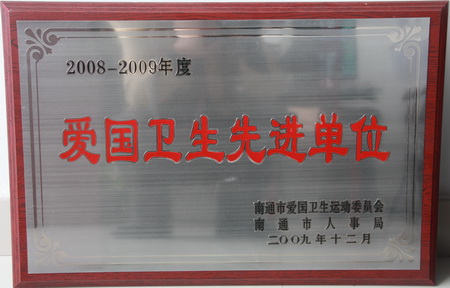 2008-2009年度
爱国卫生先进单位
南通市爱国卫生运动委员会
南通市人事局
二〇〇九年十二月